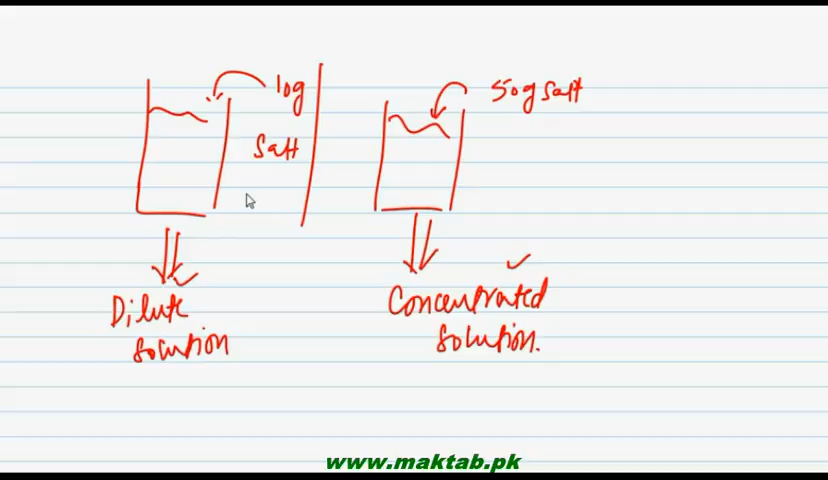 10g
Salt
50g Salt
Dilute
solution
Concentrated
solution.
www.maktab.pk